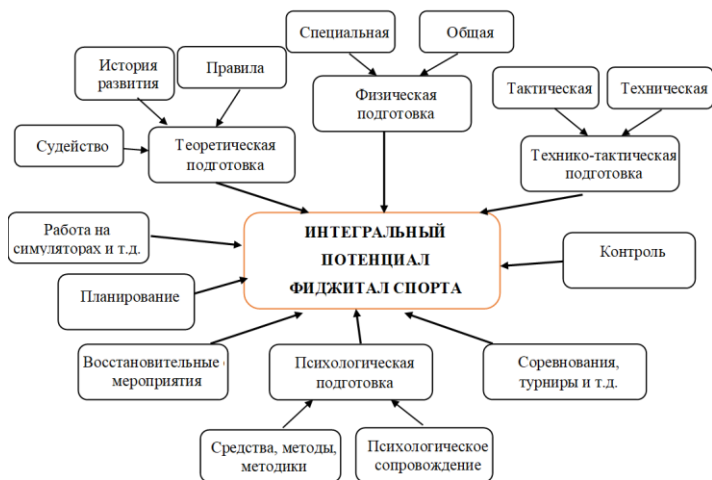 Специальная
Общая
История
развития
Правила
Физическая
подготовка
Тактическая
Техническая
Судейство
Теоретическая
подготовка
Технико-тактическая
подготовка
Работа на
симуляторах и т.д.
ИНТЕГРАЛЬНЫЙ
ПОТЕНЦИАЛ
ФИДЖИТАЛ СПОРТА
Контроль
Планирование
Восстановительные
мероприятия
Психологическая
подготовка
Соревнования,
турниры и т.д.
Средства, методы,
методики
Психологическое
сопровождение